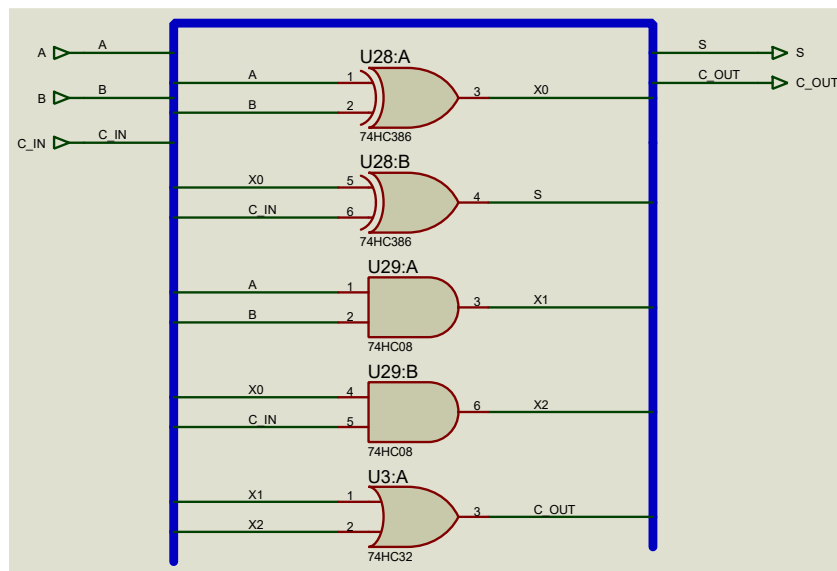 A A S S
U28:A
A 1 3 X0 C_OUT C_OUT
B B B 2
74HC386
C_IN C_IN
U28:B
X0 5 4 S
C_IN 6
74HC386
U29:A
A 1 3 X1
B 2
74HC08
U29:B
X0 4 6 X2
C_IN 5
74HC08
U3:A
X1 1 3 C_OUT
X2 2
74HC32